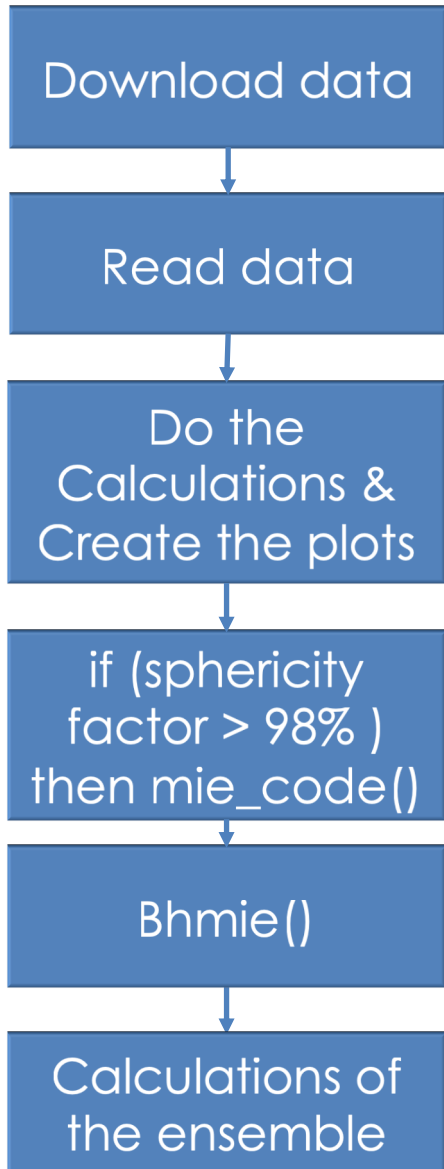 Download data
Read data
Do the
Calculations &
Create the plots
if (sphericity
factor > 98% )
then mie_code()
Bhmie()
Calculations of
the ensemble